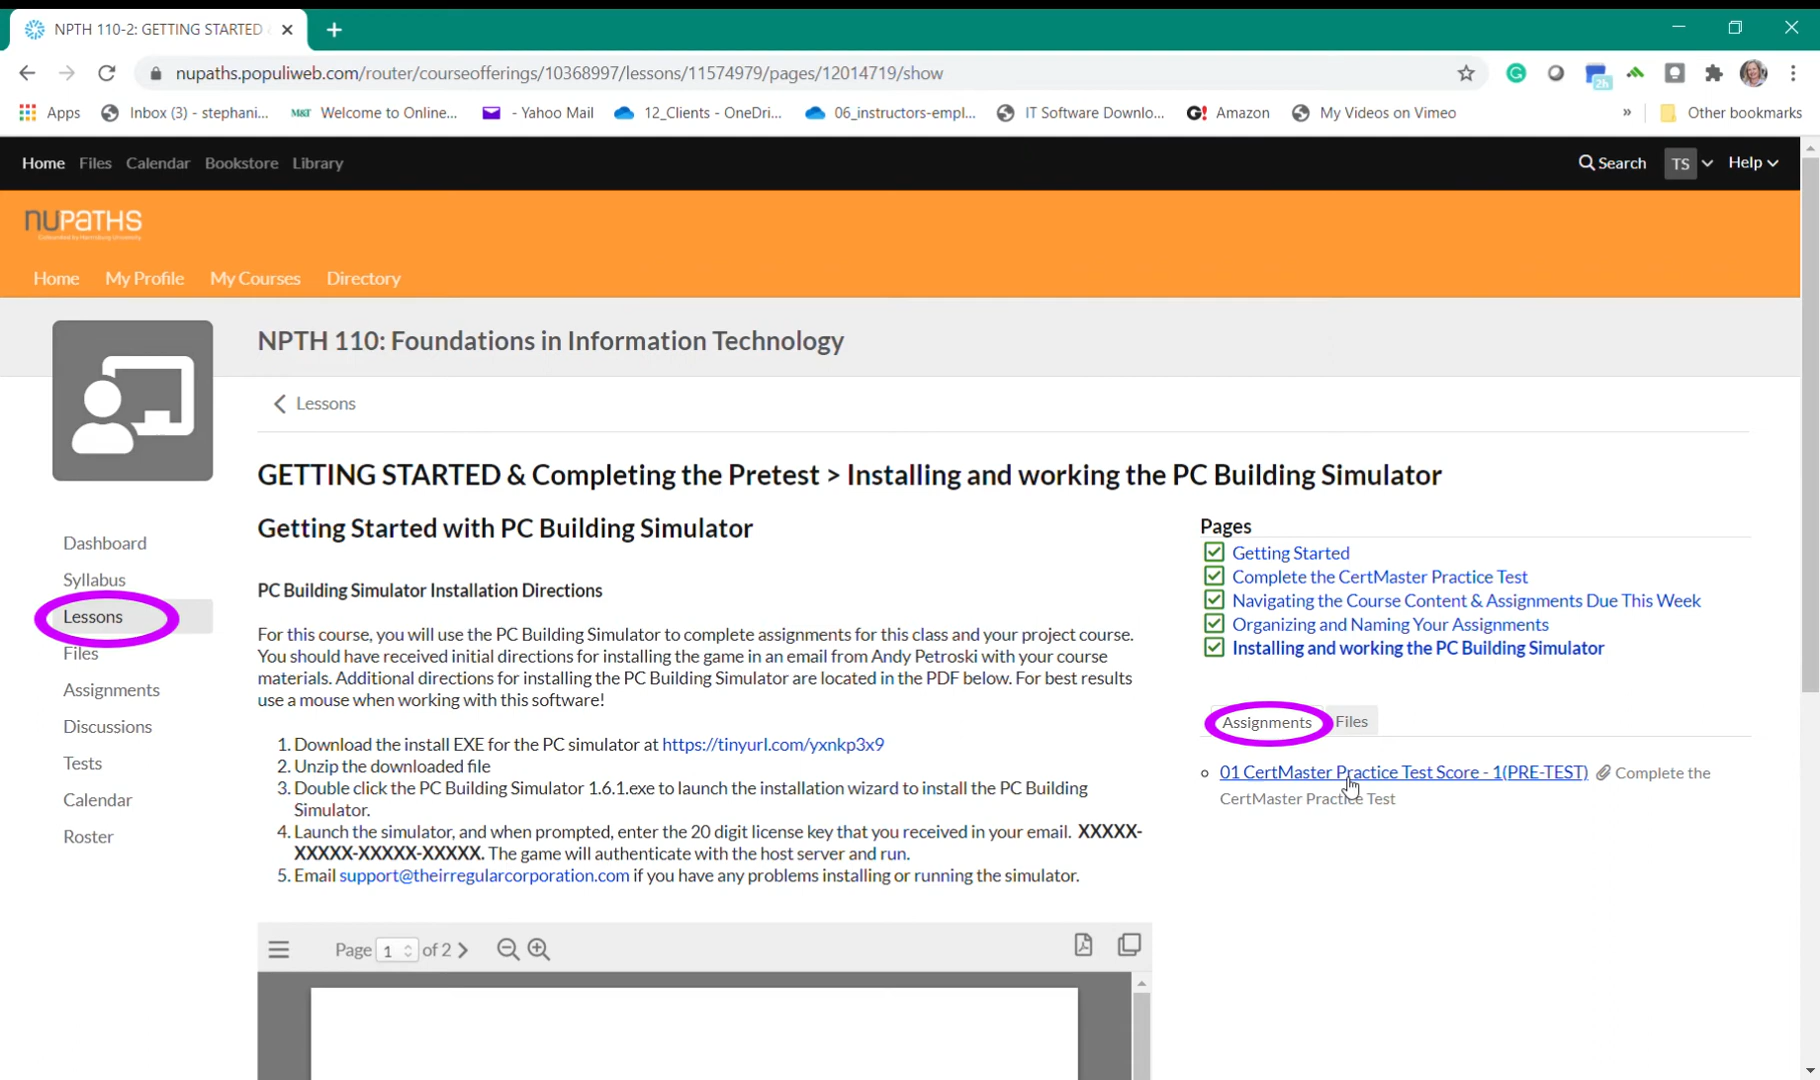 NPTH 110-2: GETTING STARTED
nupaths.populiweb.com/router/courseofferings/10368997/lessons/11574979/pages/12014719/show
2h
Apps
Inbox (3) - stephani...
M&T Welcome to Online...
- Yahoo Mail
12_Clients - OneDri...
06_instructors-empl...
IT Software Downlo...
G! Amazon
My Videos on Vimeo
»
Other bookmarks
Home Files Calendar Bookstore Library
Search TS Help
nuPaTHS
Home My Profile My Courses Directory
NPTH 110: Foundations in Information Technology
Lessons
GETTING STARTED & Completing the Pretest > Installing and working the PC Building Simulator
Dashboard
Syllabus
Lessons
Files
Assignments
Discussions
Tests
Calendar
Roster
Getting Started with PC Building Simulator
PC Building Simulator Installation Directions
For this course, you will use the PC Building Simulator to complete assignments for this class and your project course.
You should have received initial directions for installing the game in an email from Andy Petroski with your course
materials. Additional directions for installing the PC Building Simulator are located in the PDF below. For best results
use a mouse when working with this software!
1. Download the install EXE for the PC simulator at https://tinyurl.com/yxnkp3x9
2. Unzip the downloaded file
3. Double click the PC Building Simulator 1.6.1.exe to launch the installation wizard to install the PC Building
Simulator.
4. Launch the simulator, and when prompted, enter the 20 digit license key that you received in your email. XXXXX-
XXXXX-XXXXX-XXXXX. The game will authenticate with the host server and run.
5. Email support@theirregularcorporation.com if you have any problems installing or running the simulator.
Page 1 of 2
Pages
Getting Started
Complete the CertMaster Practice Test
Navigating the Course Content & Assignments Due This Week
Organizing and Naming Your Assignments
Installing and working the PC Building Simulator
Assignments Files
01 CertMaster Practice Test Score - 1(PRE-TEST) Complete the
CertMaster Practice Test